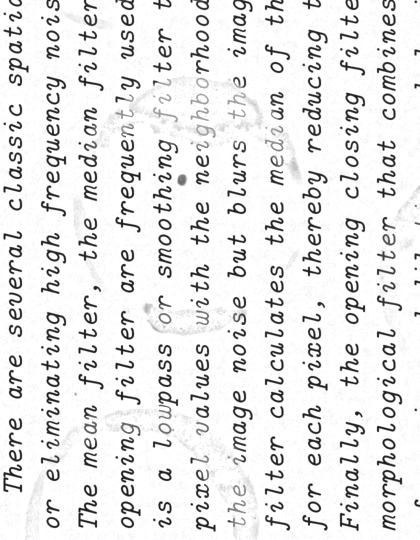 There are several classic spatia
or eliminating high frequency nois
The mean filter, the median filter
opening filter are frequently used
is a lowpass or smoothing filter t
pixel values with the neighborhood
the image noise but blurs the imag
filter calculates the median of th
for each pixel, thereby reducing t
Finally, the opening closing filte
morphological filter that combines